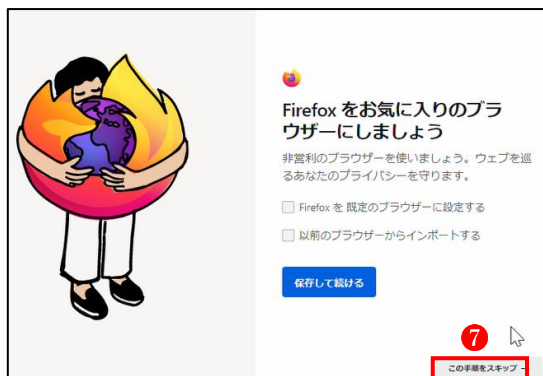 Firefox をお気に入りのブラ
ウザーにしましょう
非営利のブラウザーを使いましょう。ウェブを巡
るあなたのプライバシーを守ります。
Firefox を 既定のブラウザーに設定する
以前のブラウザーからインポートする
保存して続ける
7
この手順をスキップ →